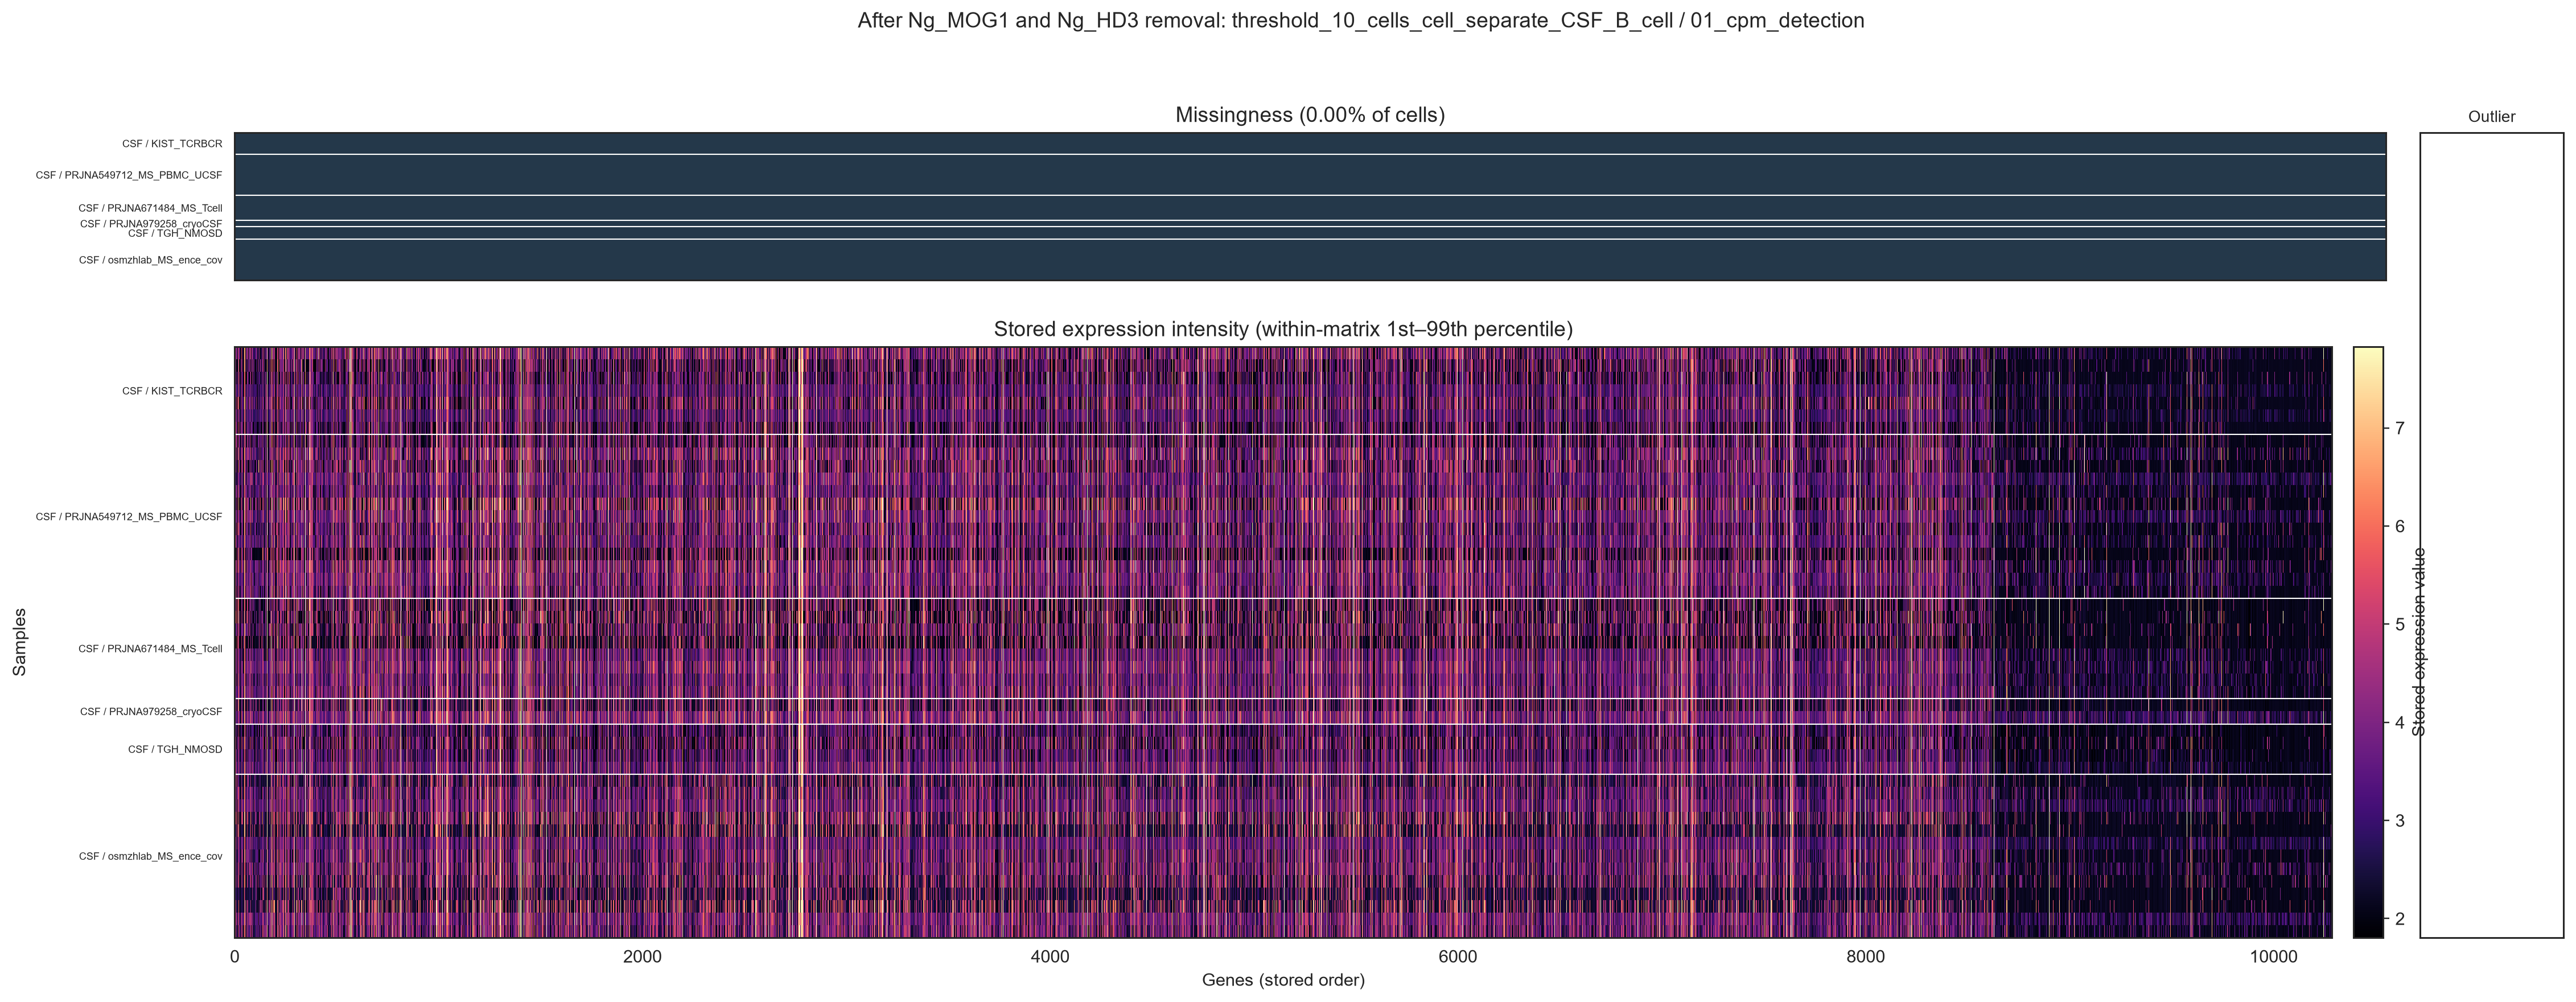 After Ng_MOG1 and Ng_HD3 removal: threshold_10_cells_cell_separate_CSF_B_cell / 01_cpm_detection
Missingness (0.00% of cells)
Outlier
CSF / KIST_TCRBCR
CSF / PRJNA549712_MS_PBMC_UCSF
CSF / PRJNA671484_MS_Tcell
CSF / PRJNA979258_cryoCSF
CSF / TGH_NMOSD
CSF / osmzhlab_MS_ence_cov
Stored expression intensity (within-matrix 1st–99th percentile)
Samples
CSF / KIST_TCRBCR
CSF / PRJNA549712_MS_PBMC_UCSF
CSF / PRJNA671484_MS_Tcell
CSF / PRJNA979258_cryoCSF
CSF / TGH_NMOSD
CSF / osmzhlab_MS_ence_cov
7
6
5
4
3
2
Stored expression value
0 2000 4000 6000 8000 10000
Genes (stored order)